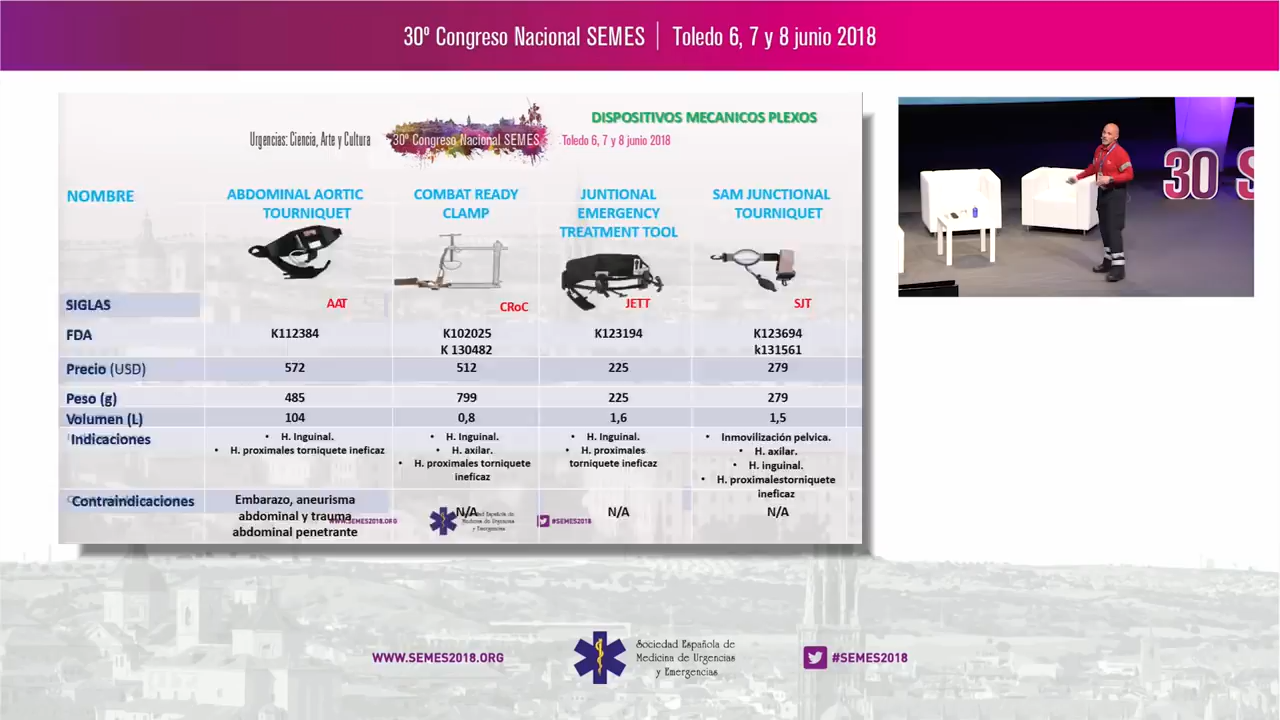 30º Congreso Nacional SEMES | Toledo 6, 7 y 8 junio 2018
DISPOSITIVOS MECANICOS PLEXOS
Urgencias: Ciencia, Arte y Cultura
30º Congreso Nacional SEMES
Toledo 6, 7 y 8 junio 2018
30 S
NOMBRE
ABDOMINAL AORTIC
TOURNIQUET
COMBAT READY
CLAMP
JUNTIONAL
EMERGENCY
TREATMENT TOOL
SAM JUNCTIONAL
TOURNIQUET
SIGLAS
AAT
CRoC
JETT
SJT
FDA
K112384
K102025
K 130482
K123194
K123694
k131561
Precio (USD)
572
512
225
279
Peso (g)
485
799
225
279
Volumen (L)
104
0,8
1,6
1,5
Indicaciones
• H. Inguinal.
• H. proximales torniquete ineficaz
• H. Inguinal.
• H. axilar.
• H. proximales torniquete
ineficaz
• H. Inguinal.
• H. proximales
torniquete ineficaz
• Inmovilización pelvica.
• H. axílar.
• H. inguinal.
• H. proximalestorniquete
ineficaz
Contraindicaciones
Embarazo, aneurisma
abdominal y trauma
abdominal penetrante
N/A
N/A
N/A
WWW.SEMES2018.ORG
Sociedad Española de
Medicina de Urgencias
y Emergencias
#SEMES2018
WWW.SEMES2018.ORG
Sociedad Española de
Medicina de Urgencias
y Emergencias
#SEMES2018